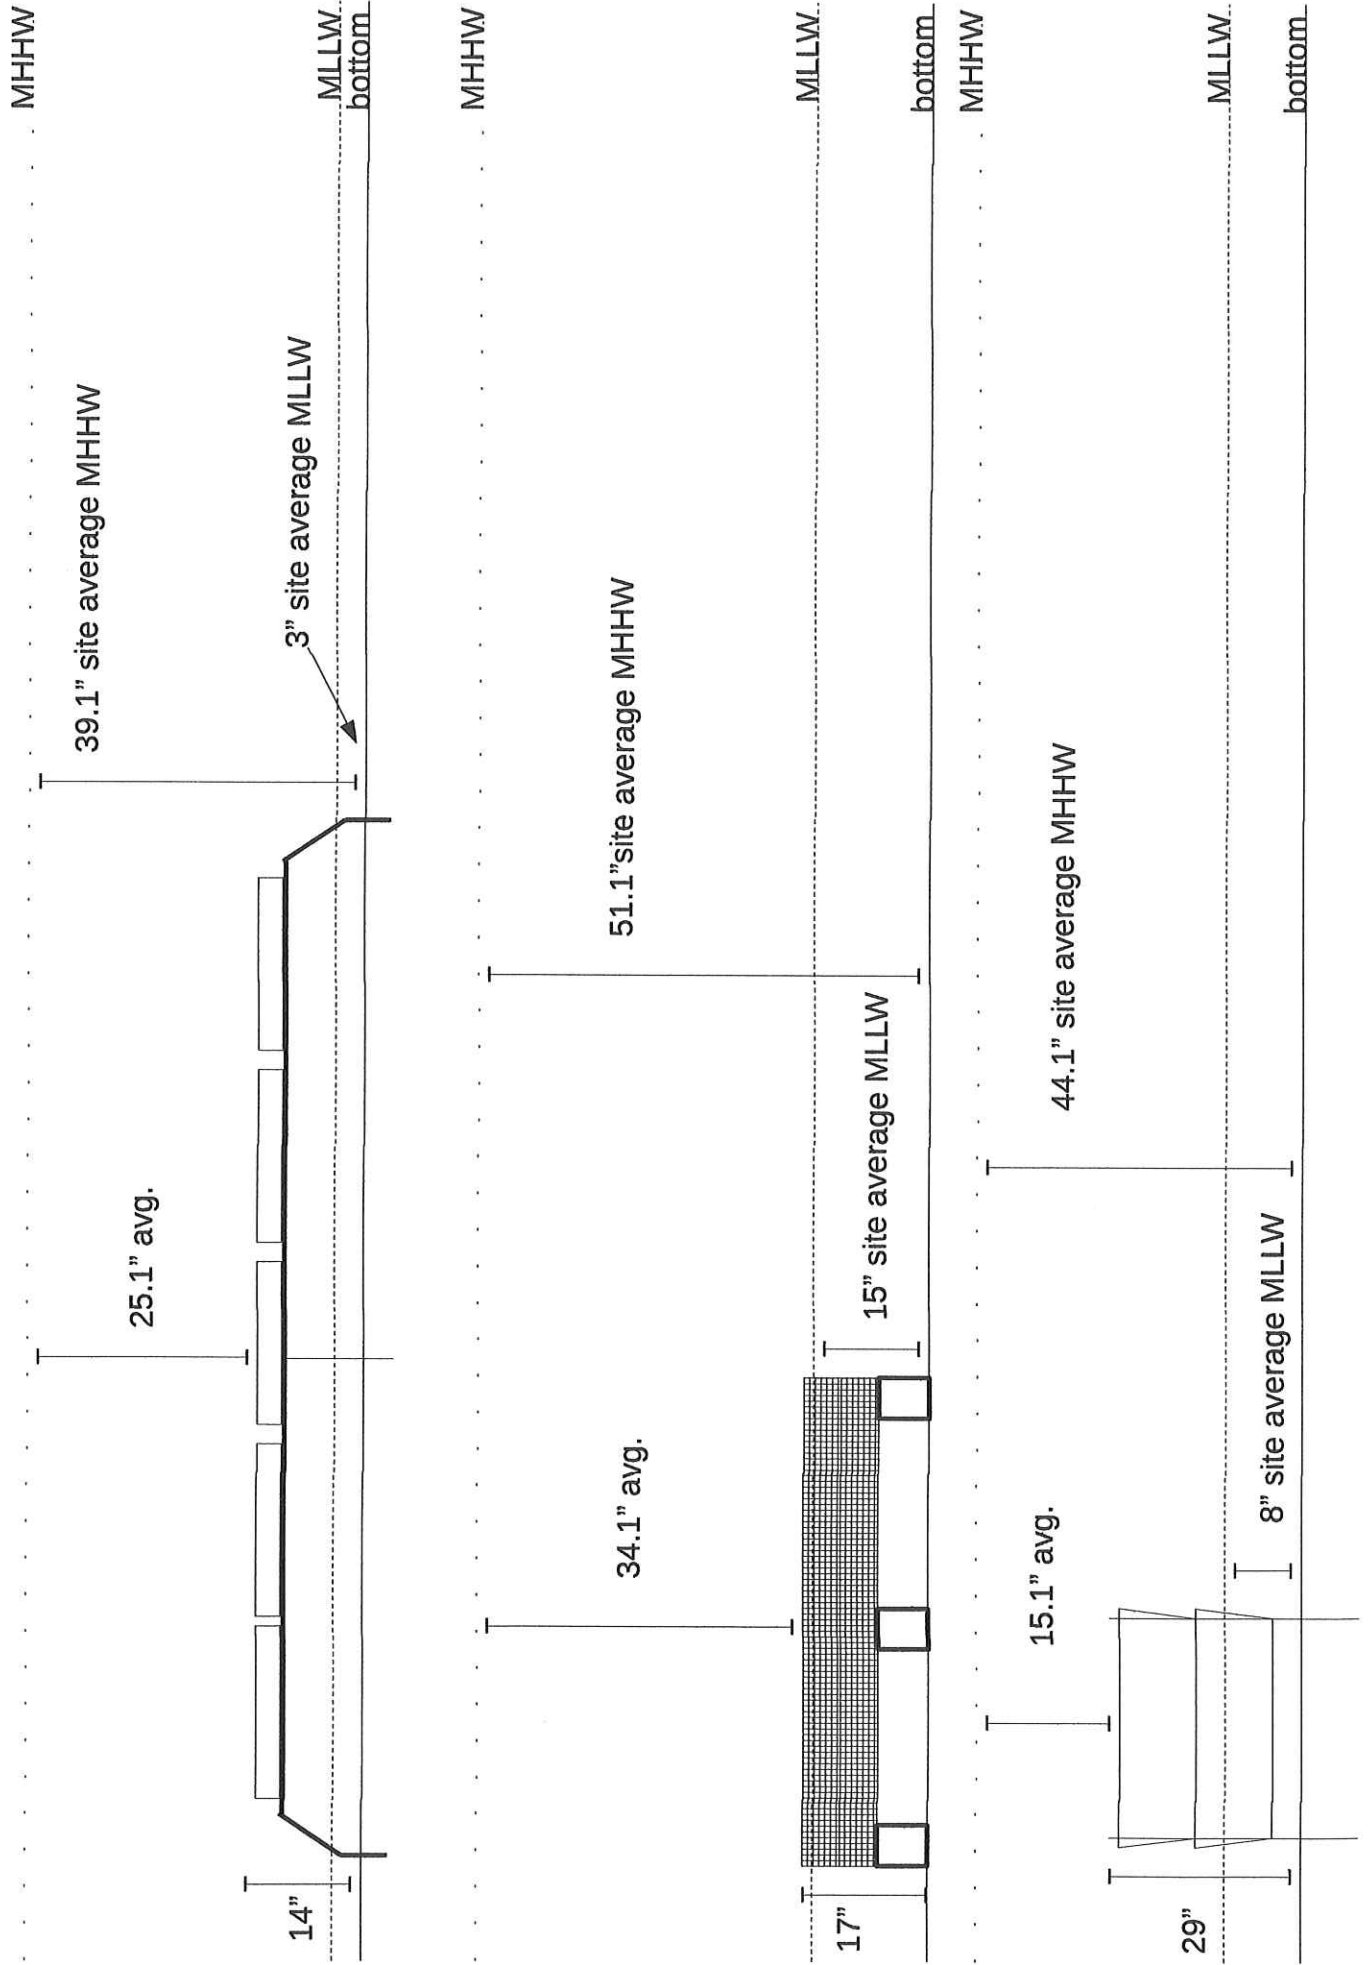 MHHW
39.1” site average MHHW
25.1” avg.
3” site average MLLW
14”
MLLW
bottom
MHHW
51.1”site average MHHW
34.1” avg.
15” site average MLLW
17”
MLLW
bottom
MHHW
44.1” site average MHHW
15.1” avg.
8” site average MLLW
29”
MLLW
bottom